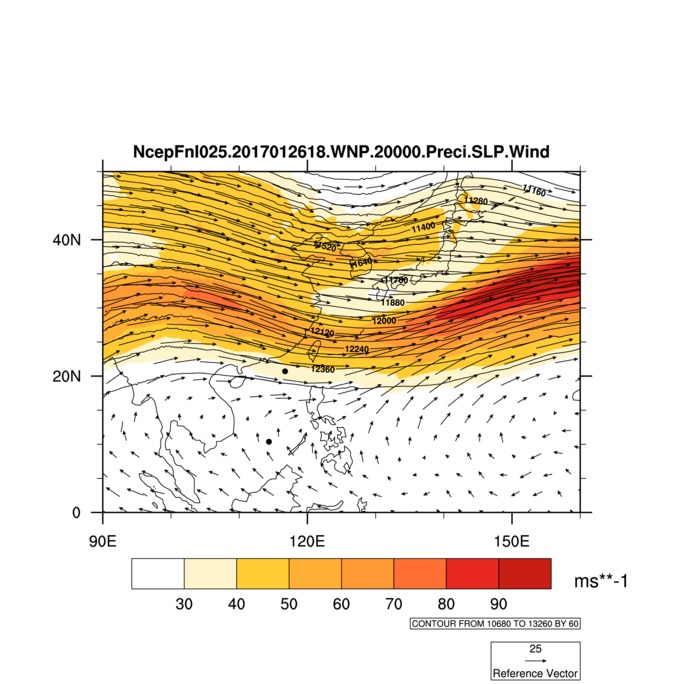 NcepFnl025.2017012618.WNP.20000.Preci.SLP.Wind
11160
11280
40N
11400
11520
11640
11760
11880
12000
12120
12240
12360
20N
0
90E 120E 150E
ms**-1
30 40 50 60 70 80 90
CONTOUR FROM 10680 TO 13260 BY 60
25
Reference Vector